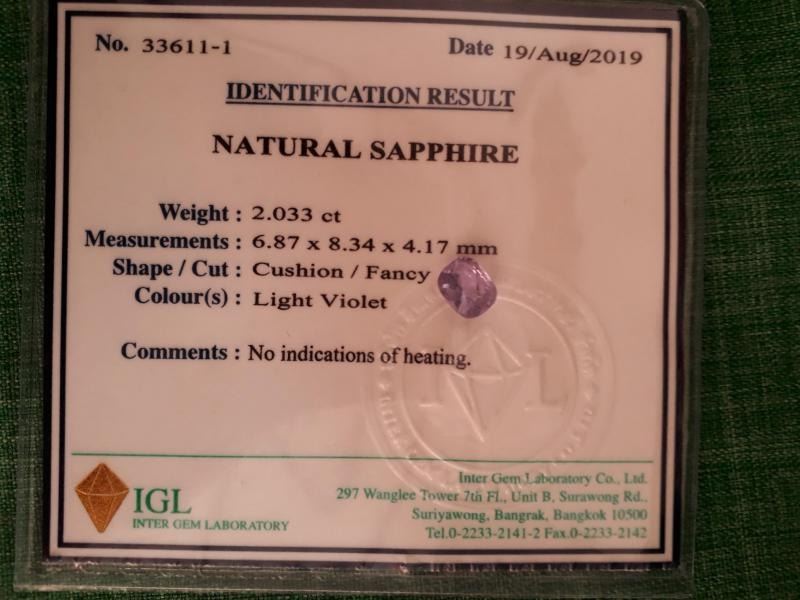 No. 33611-1 Date 19/Aug/2019
IDENTIFICATION RESULT
NATURAL SAPPHIRE
Weight : 2.033 ct
Measurements : 6.87 x 8.34 x 4.17 mm
Shape / Cut : Cushion / Fancy
Colour(s) : Light Violet
Comments : No indications of heating.
IGL
INTER GEM LABORATORY
Inter Gem Laboratory Co., Ltd.
297 Wanglee Tower 7th Fl., Unit B, Surawong Rd.,
Suriyawong, Bangrak, Bangkok 10500
Tel.0-2233-2141-2 Fax.0-2233-2142